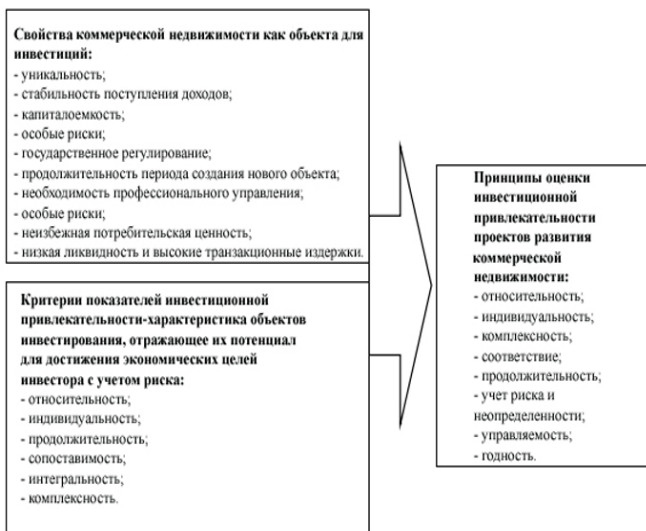 Свойства коммерческой недвижимости как объекта для
инвестиций:
- уникальность;
- стабильность поступления доходов;
- капиталоемкость;
- особые риски;
- государственное регулирование;
- продолжительность периода создания нового объекта;
- необходимость профессионального управления;
- особые риски;
- неизбежная потребительская ценность;
- низкая ликвидность и высокие транзакционные издержки.
Критерии показателей инвестиционной
привлекательности-характеристика объектов
инвестирования, отражающее их потенциал
для достижения экономических целей
инвестора с учетом риска:
- относительность;
- индивидуальность;
- продолжительность;
- сопоставимость;
- интегральность;
- комплексность.
Принципы оценки
инвестиционной
привлекательности
проектов развития
коммерческой
недвижимости:
- относительность;
- индивидуальность;
- комплексность;
- соответствие;
- продолжительность;
- учет риска и
неопределенности;
- управляемость;
- годность.